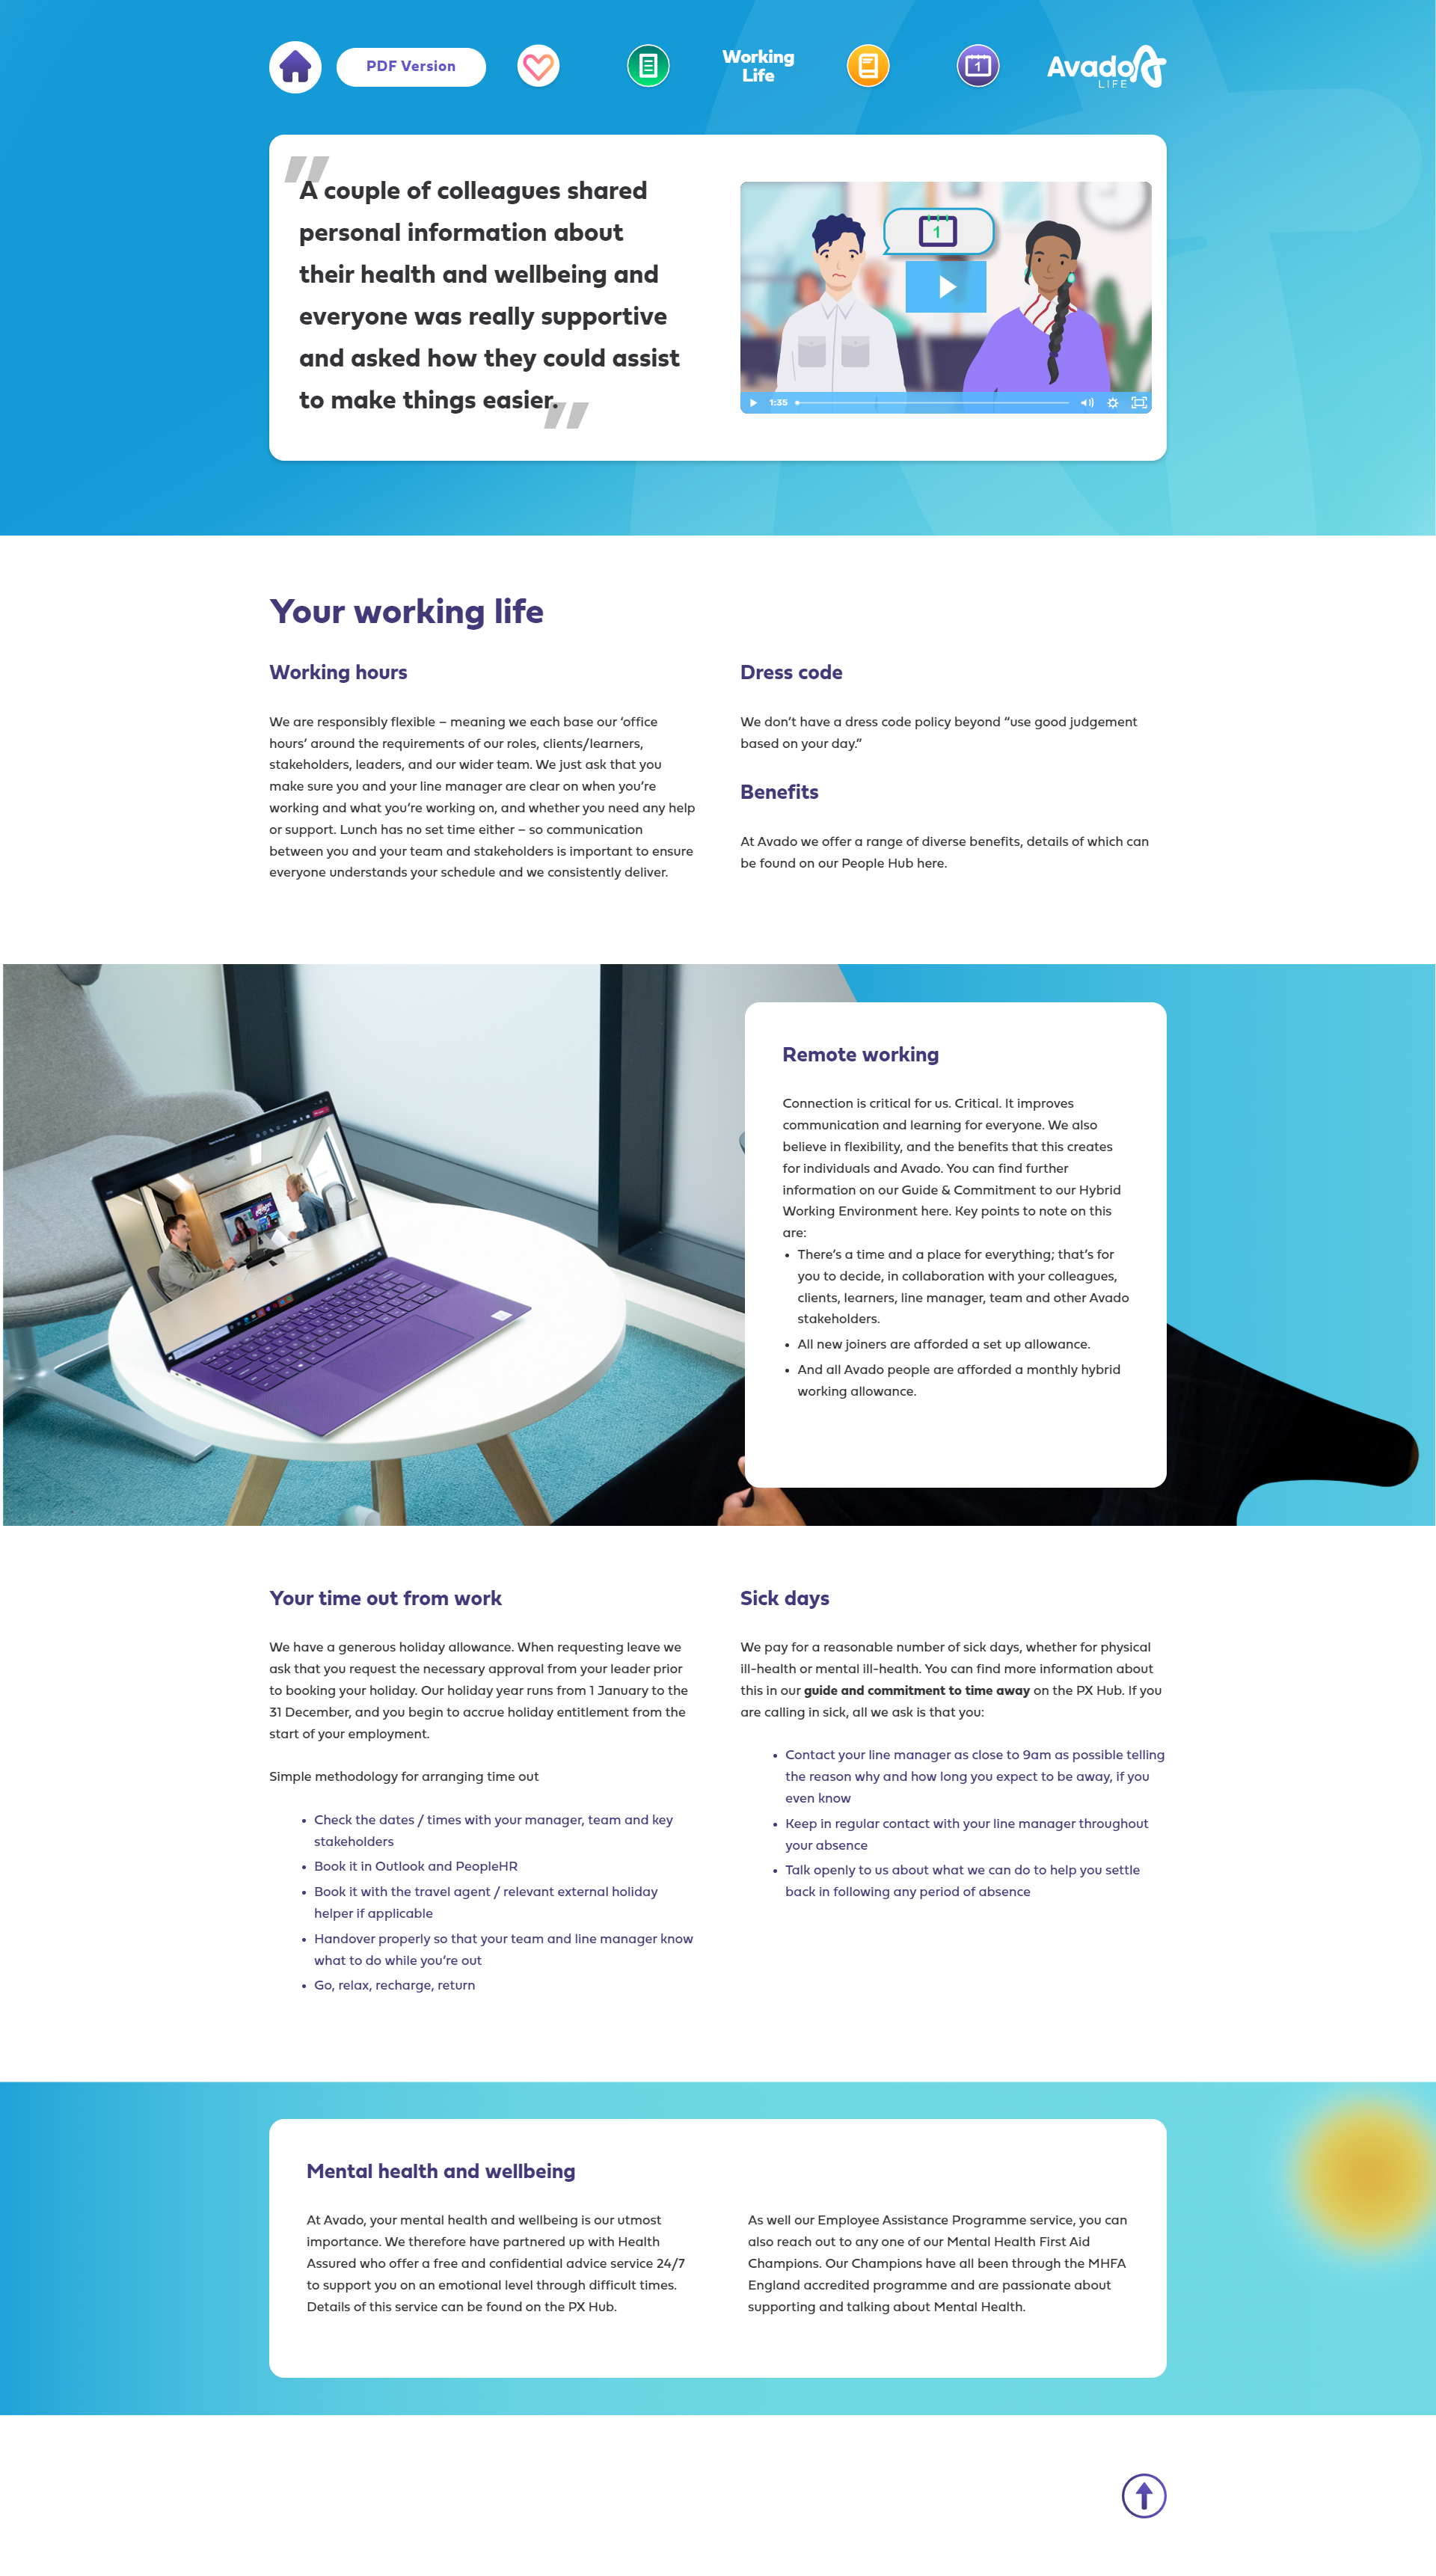 PDF Version
Working
Life
Avado
LIFE
1
"A couple of colleagues shared
personal information about
their health and wellbeing and
everyone was really supportive
and asked how they could assist
to make things easier."
1
1:35
Your working life
Working hours
We are responsibly flexible – meaning we each base our ‘office
hours’ around the requirements of our roles, clients/learners,
stakeholders, leaders, and our wider team. We just ask that you
make sure you and your line manager are clear on when you’re
working and what you’re working on, and whether you need any help
or support. Lunch has no set time either – so communication
between you and your team and stakeholders is important to ensure
everyone understands your schedule and we consistently deliver.
Dress code
We don’t have a dress code policy beyond “use good judgement
based on your day.”
Benefits
At Avado we offer a range of diverse benefits, details of which can
be found on our People Hub here.
Remote working
Connection is critical for us. Critical. It improves
communication and learning for everyone. We also
believe in flexibility, and the benefits that this creates
for individuals and Avado. You can find further
information on our Guide & Commitment to our Hybrid
Working Environment here. Key points to note on this
are:
• There’s a time and a place for everything; that’s for
you to decide, in collaboration with your colleagues,
clients, learners, line manager, team and other Avado
stakeholders.
• All new joiners are afforded a set up allowance.
• And all Avado people are afforded a monthly hybrid
working allowance.
Your time out from work
We have a generous holiday allowance. When requesting leave we
ask that you request the necessary approval from your leader prior
to booking your holiday. Our holiday year runs from 1 January to the
31 December, and you begin to accrue holiday entitlement from the
start of your employment.
Simple methodology for arranging time out
• Check the dates / times with your manager, team and key
stakeholders
• Book it in Outlook and PeopleHR
• Book it with the travel agent / relevant external holiday
helper if applicable
• Handover properly so that your team and line manager know
what to do while you’re out
• Go, relax, recharge, return
Sick days
We pay for a reasonable number of sick days, whether for physical
ill-health or mental ill-health. You can find more information about
this in our guide and commitment to time away on the PX Hub. If you
are calling in sick, all we ask is that you:
• Contact your line manager as close to 9am as possible telling
the reason why and how long you expect to be away, if you
even know
• Keep in regular contact with your line manager throughout
your absence
• Talk openly to us about what we can do to help you settle
back in following any period of absence
Mental health and wellbeing
At Avado, your mental health and wellbeing is our utmost
importance. We therefore have partnered up with Health
Assured who offer a free and confidential advice service 24/7
to support you on an emotional level through difficult times.
Details of this service can be found on the PX Hub.
As well our Employee Assistance Programme service, you can
also reach out to any one of our Mental Health First Aid
Champions. Our Champions have all been through the MHFA
England accredited programme and are passionate about
supporting and talking about Mental Health.